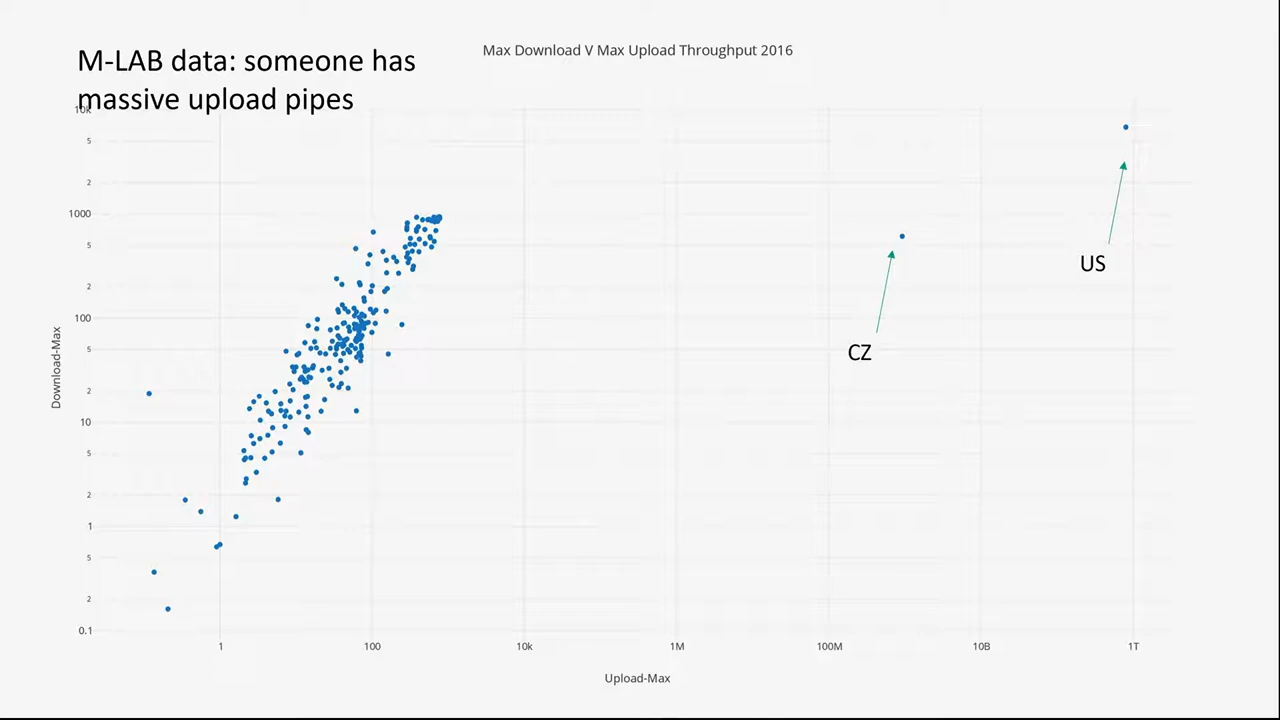 M-LAB data: someone has
massive upload pipes
Max Download V Max Upload Throughput 2016
10k
5
2
1000
5
2
100
5
2
10
5
2
1
5
2
0.1
Download-Max
US
CZ
1
100
10k
1M
100M
10B
1T
Upload-Max